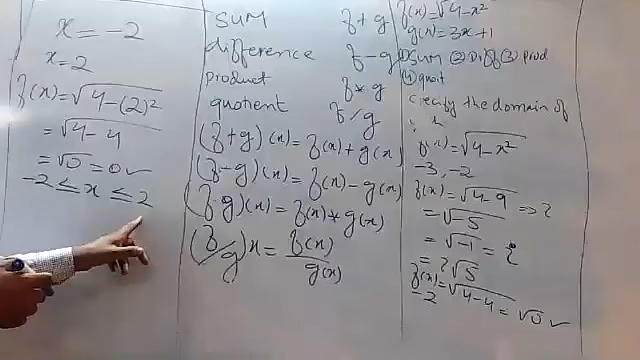 x = -2
x = 2
f(x) = √4-(2)²
= √4-4
= √0 = 0 ✓
-2 ≤ x ≤ 2
SUM f+g
difference f-g
product f*g
quotient f/g
(f+g)(x) = f(x)+g(x)
(f-g)(x) = f(x)-g(x)
(f·g)(x) = f(x)*g(x)
(f/g)x = f(x)/g(x)
f(x) = √4-x²
g(x) = 3x+1
① Sum ② Diff ③ Prod
④ quot
the domain of
f(x) = √4-x²
-3, -2
f(x) = √4-9 ⇒ i
= √-5
= √-1 = i
= i√5
f(x) = √4-4 = √0 ✓
-2